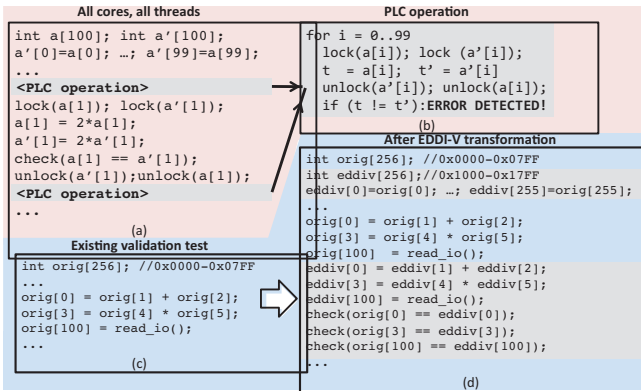 All cores, all threads
int a[100]; int a'[100];
a'[0]=a[0]; …; a'[99]=a[99];
...
<PLC operation>
lock(a[1]); lock(a'[1]);
a[1] = 2*a[1];
a'[1]= 2*a'[1];
check(a[1] == a'[1]);
unlock(a'[1]);unlock(a[1]);
<PLC operation>
...
(a)
PLC operation
for i = 0..99
lock(a[i]); lock (a'[i]);
t = a[i]; t' = a'[i]
unlock(a'[i]); unlock(a[i]);
if (t != t'):ERROR DETECTED!
(b)
Existing validation test
int orig[256]; //0x0000-0x07FF
...
orig[0] = orig[1] + orig[2];
orig[3] = orig[4] * orig[5];
orig[100] = read_io();
...
(c)
After EDDI-V transformation
int orig[256]; //0x0000-0x07FF
int eddiv[256];//0x1000-0x17FF
eddiv[0]=orig[0]; …; eddiv[255]=orig[255];
...
orig[0] = orig[1] + orig[2];
orig[3] = orig[4] * orig[5];
orig[100] = read_io();
eddiv[0] = eddiv[1] + eddiv[2];
eddiv[3] = eddiv[4] * eddiv[5];
eddiv[100] = read_io();
check(orig[0] == eddiv[0]);
check(orig[3] == eddiv[3]);
check(orig[100] == eddiv[100]);
...
(d)